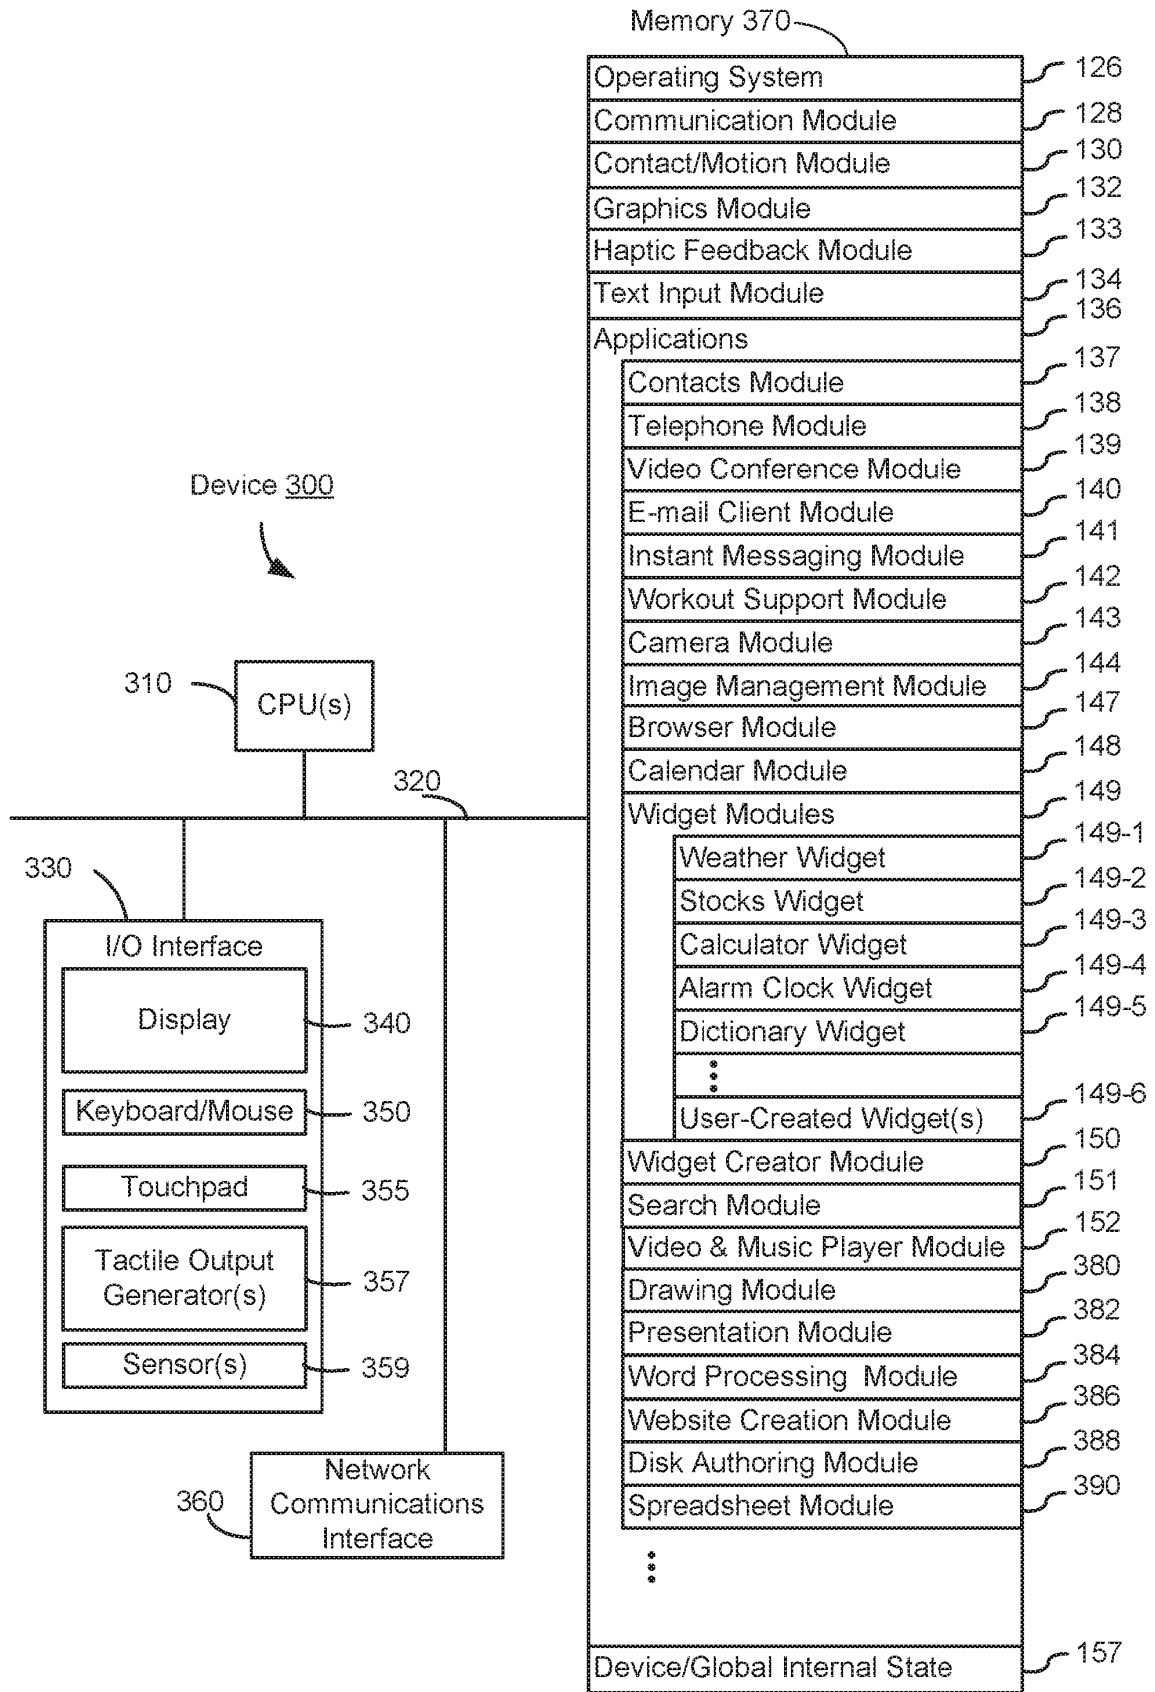 Memory 370
Operating System 126
Communication Module 128
Contact/Motion Module 130
Graphics Module 132
Haptic Feedback Module 133
Text Input Module 134
Applications 136
Contacts Module 137
Telephone Module 138
Video Conference Module 139
E-mail Client Module 140
Instant Messaging Module 141
Workout Support Module 142
Camera Module 143
Image Management Module 144
Browser Module 147
Calendar Module 148
Widget Modules 149
Weather Widget 149-1
Stocks Widget 149-2
Calculator Widget 149-3
Alarm Clock Widget 149-4
Dictionary Widget 149-5
User-Created Widget(s) 149-6
Widget Creator Module 150
Search Module 151
Video & Music Player Module 152
Drawing Module 380
Presentation Module 382
Word Processing Module 384
Website Creation Module 386
Disk Authoring Module 388
Spreadsheet Module 390
Device/Global Internal State 157
Device 300
310
CPU(s)
320
330
I/O Interface
Display 340
Keyboard/Mouse 350
Touchpad 355
Tactile Output
Generator(s) 357
Sensor(s) 359
360
Network
Communications
Interface